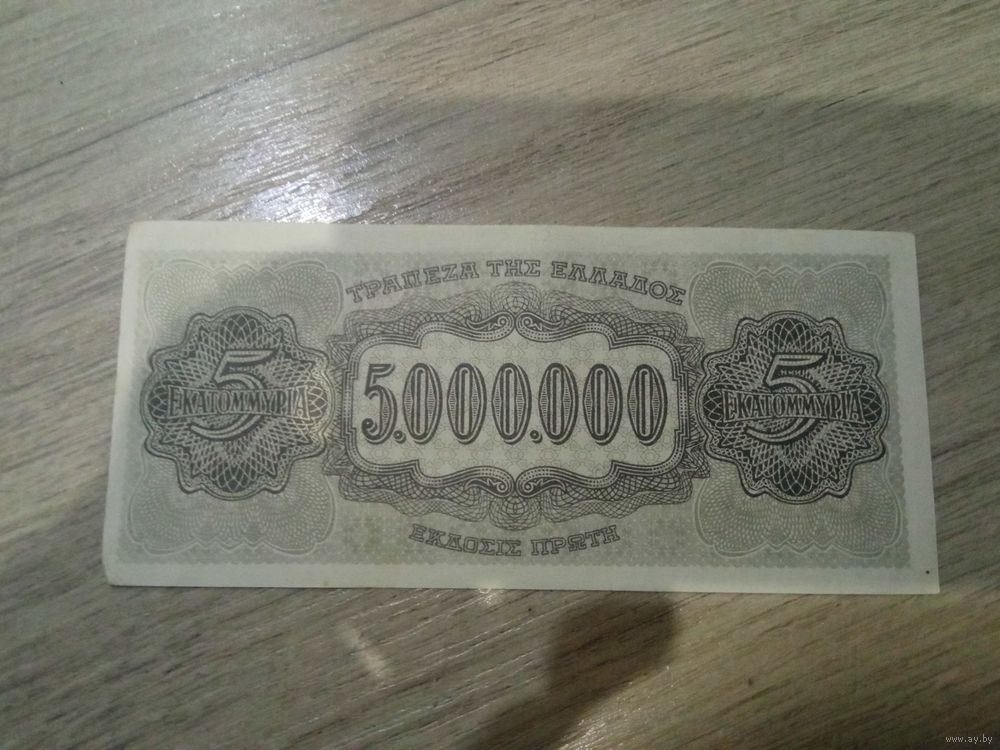 ΤΡΑΠΕΖΑ ΤΗΣ ΕΛΛΑΔΟΣ
5
ΕΚΑΤΟΜΜΥΡΙΑ
5.000.000
5
ΕΚΑΤΟΜΜΥΡΙΑ
ΕΚΔΟΣΙΣ ΠΡΩΤΗ
www.ay.by